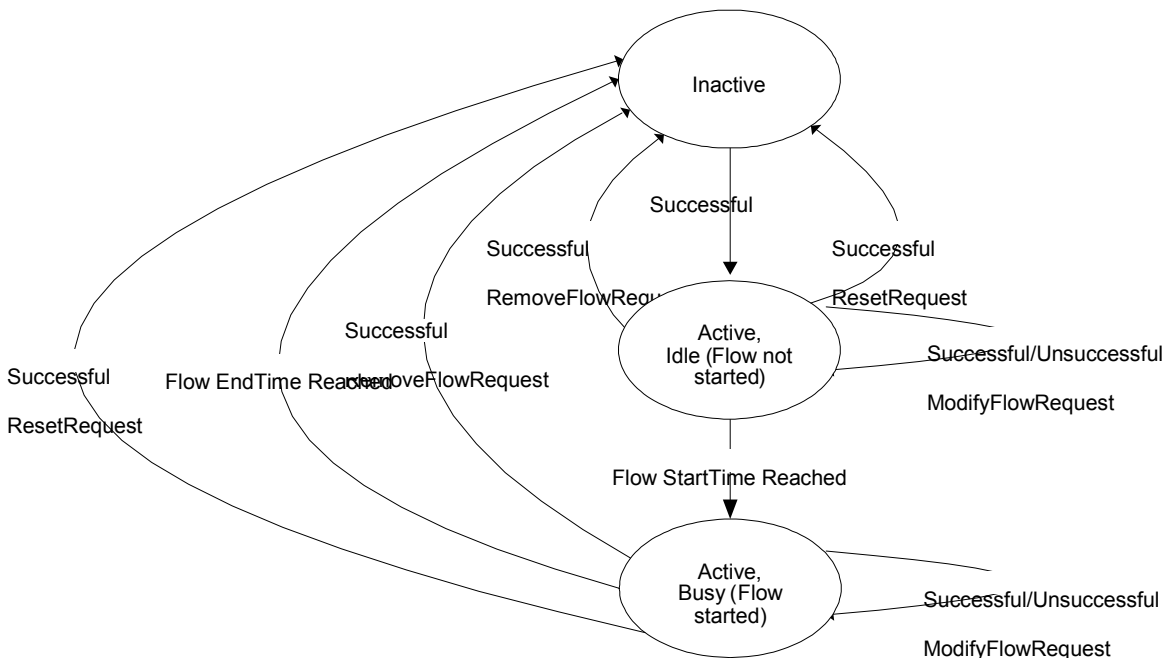 Inactive
Successful
Successful
RemoveFlowRequ
Successful
ResetRequest
Active,
Idle (Flow not
started)
Successful/Unsuccessful
ModifyFlowRequest
Successful
Flow EndTime Reached
removeFlowRequest
Successful
ResetRequest
Flow StartTime Reached
Active,
Busy (Flow
started)
Successful/Unsuccessful
ModifyFlowRequest